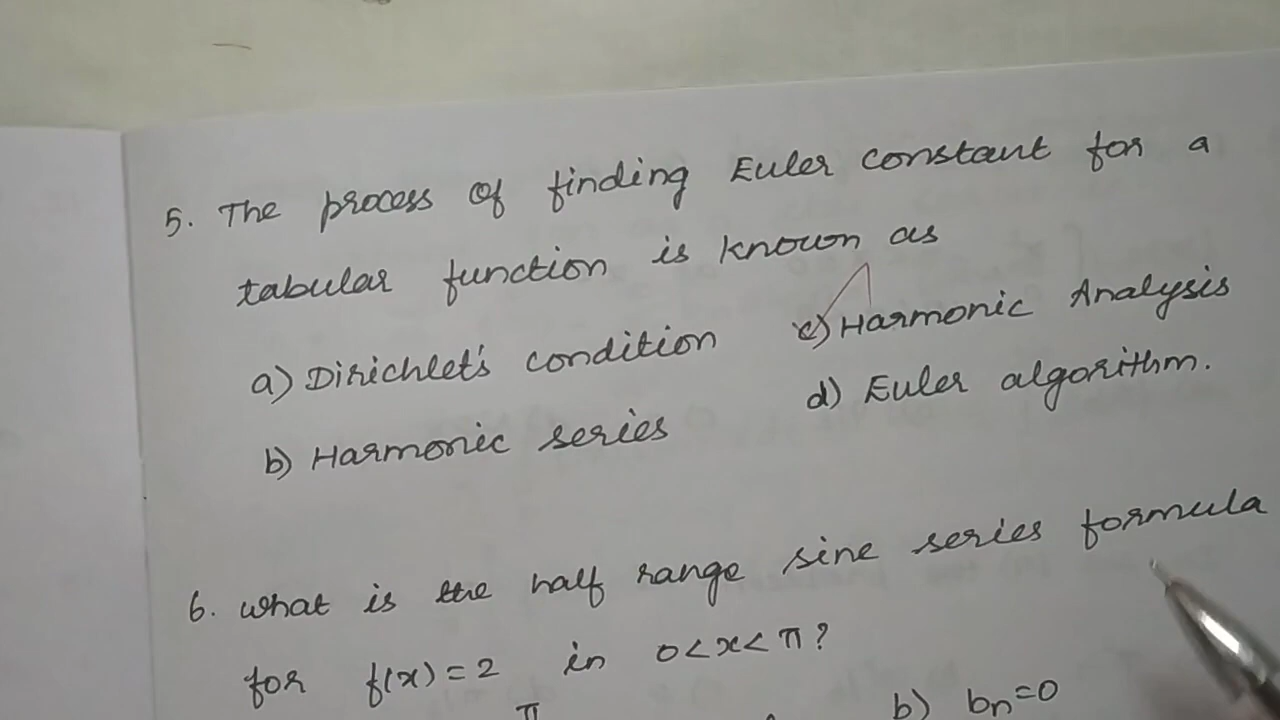 5. The process of finding Euler constant for a
tabular function is known as
a) Dirichlet's condition
c) Harmonic Analysis
b) Harmonic series
d) Euler algorithm.
6. what is the half range sine series formula
for f(x) = 2 in 0<x<π?
π
b) bn=0